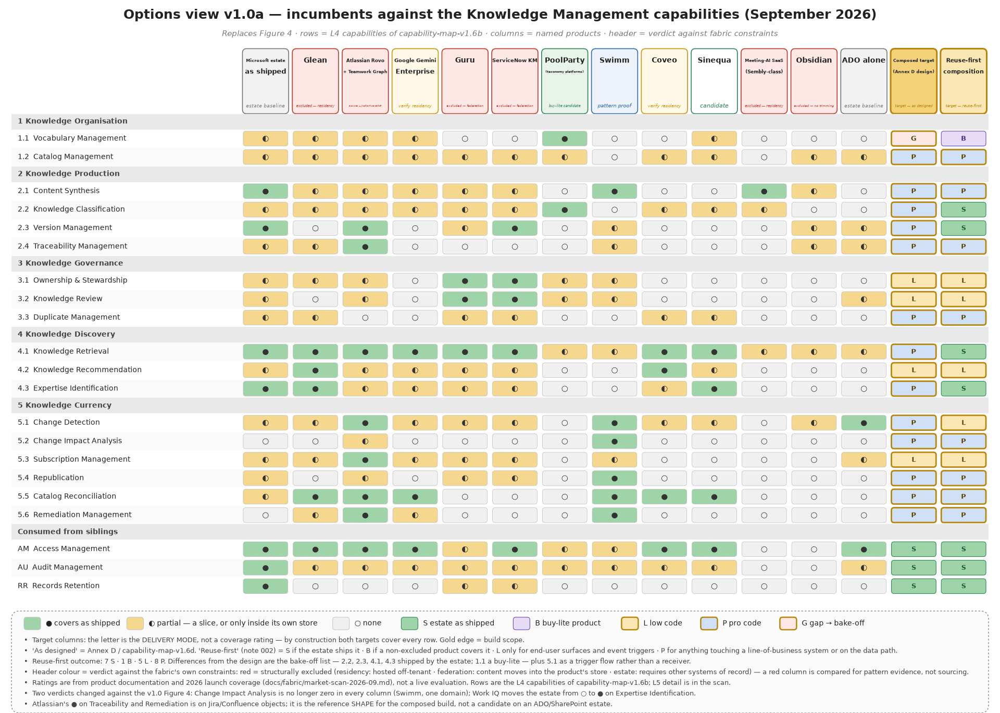 Options view v1.0a — incumbents against the Knowledge Management capabilities (September 2026)
Replaces Figure 4 · rows = L4 capabilities of capability-map-v1.6b · columns = named products · header = verdict against fabric constraints
Microsoft estate
as shipped
estate baseline
Glean
excluded — residency
Atlassian Rovo
+ Teamwork Graph
Google Gemini
Enterprise
verify residency
Guru
excluded — federation
ServiceNow KM
excluded — federation
PoolParty
(taxonomy platforms)
buy-lite candidate
Swimm
pattern proof
Coveo
verify residency
Sinequa
candidate
Meeting-AI SaaS
(Sembly-class)
excluded — residency
Obsidian
excluded — no trimming
ADO alone
estate baseline
Composed target
(Annex D design)
target — as designed
Reuse-first
composition
target — reuse-first
1 Knowledge Organisation
1.1 Vocabulary Management ◐ ◐ ◐ ◐ ○ ○ ● ○ ○ ◐ ○ ○ ○ G B
1.2 Catalog Management ◐ ◐ ◐ ◐ ◐ ◐ ◐ ○ ◐ ◐ ○ ◐ ◐ P P
2 Knowledge Production
2.1 Content Synthesis ● ◐ ◐ ◐ ◐ ◐ ○ ● ○ ○ ● ◐ ○ P P
2.2 Knowledge Classification ◐ ◐ ◐ ◐ ◐ ◐ ● ○ ◐ ◐ ◐ ○ ○ P S
2.3 Version Management ● ○ ● ○ ◐ ● ○ ◐ ○ ○ ○ ◐ ◐ P S
2.4 Traceability Management ◐ ◐ ● ○ ○ ○ ○ ◐ ○ ○ ○ ◐ ◐ P P
3 Knowledge Governance
3.1 Ownership & Stewardship ◐ ◐ ◐ ○ ● ● ◐ ◐ ○ ○ ○ ○ ○ L L
3.2 Knowledge Review ◐ ○ ◐ ○ ● ● ◐ ◐ ○ ○ ○ ○ ◐ L L
3.3 Duplicate Management ◐ ◐ ○ ○ ◐ ◐ ○ ○ ◐ ◐ ○ ○ ○ P P
4 Knowledge Discovery
4.1 Knowledge Retrieval ● ● ● ● ● ● ◐ ◐ ● ● ◐ ◐ ◐ P S
4.2 Knowledge Recommendation ◐ ● ◐ ◐ ◐ ◐ ○ ○ ● ◐ ○ ○ ○ L L
4.3 Expertise Identification ● ● ◐ ◐ ◐ ◐ ○ ○ ◐ ● ○ ○ ○ P S
5 Knowledge Currency
5.1 Change Detection ◐ ◐ ● ◐ ◐ ◐ ○ ● ◐ ◐ ○ ◐ ● P L
5.2 Change Impact Analysis ○ ○ ◐ ○ ○ ○ ○ ● ○ ○ ○ ○ ○ P P
5.3 Subscription Management ◐ ◐ ● ◐ ◐ ◐ ○ ◐ ○ ○ ○ ○ ◐ L L
5.4 Republication ◐ ○ ◐ ○ ◐ ◐ ○ ● ○ ○ ○ ○ ○ P P
5.5 Catalog Reconciliation ◐ ● ● ● ○ ○ ○ ● ● ● ○ ○ ○ P P
5.6 Remediation Management ○ ◐ ● ◐ ○ ○ ○ ● ○ ○ ○ ○ ○ P P
Consumed from siblings
AM Access Management ● ● ● ● ◐ ● ◐ ◐ ● ● ○ ○ ● S S
AU Audit Management ● ◐ ◐ ◐ ◐ ◐ ◐ ◐ ◐ ◐ ○ ○ ◐ S S
RR Records Retention ● ○ ○ ○ ◐ ◐ ○ ○ ○ ○ ○ ○ ○ S S
● covers as shipped ◐ partial — a slice, or only inside its own store ○ none S estate as shipped B buy-lite product L low code P pro code G gap → bake-off
• Target columns: the letter is the DELIVERY MODE, not a coverage rating — by construction both targets cover every row. Gold edge = build scope.
• 'As designed' = Annex D / capability-map-v1.6d. 'Reuse-first' (note 002) = S if the estate ships it · B if a non-excluded product covers it · L only for end-user surfaces and event triggers · P for anything touching a line-of-business system or on the data path.
• Reuse-first outcome: 7 S · 1 B · 5 L · 8 P. Differences from the design are the bake-off list — 2.2, 2.3, 4.1, 4.3 shipped by the estate; 1.1 a buy-lite — plus 5.1 as a trigger flow rather than a receiver.
• Header colour = verdict against the fabric's own constraints: red = structurally excluded (residency: hosted off-tenant · federation: content moves into the product's store · estate: requires other systems of record) — a red column is compared for pattern evidence, not sourcing.
• Ratings are from product documentation and 2026 launch coverage (docs/fabric/market-scan-2026-09.md), not a live evaluation. Rows are the L4 capabilities of capability-map-v1.6b; L5 detail is in the scan.
• Two verdicts changed against the v1.0 Figure 4: Change Impact Analysis is no longer zero in every column (Swimm, one domain); Work IQ moves the estate from ○ to ● on Expertise Identification.
• Atlassian's ● on Traceability and Remediation is on Jira/Confluence objects; it is the reference SHAPE for the composed build, not a candidate on an ADO/SharePoint estate.